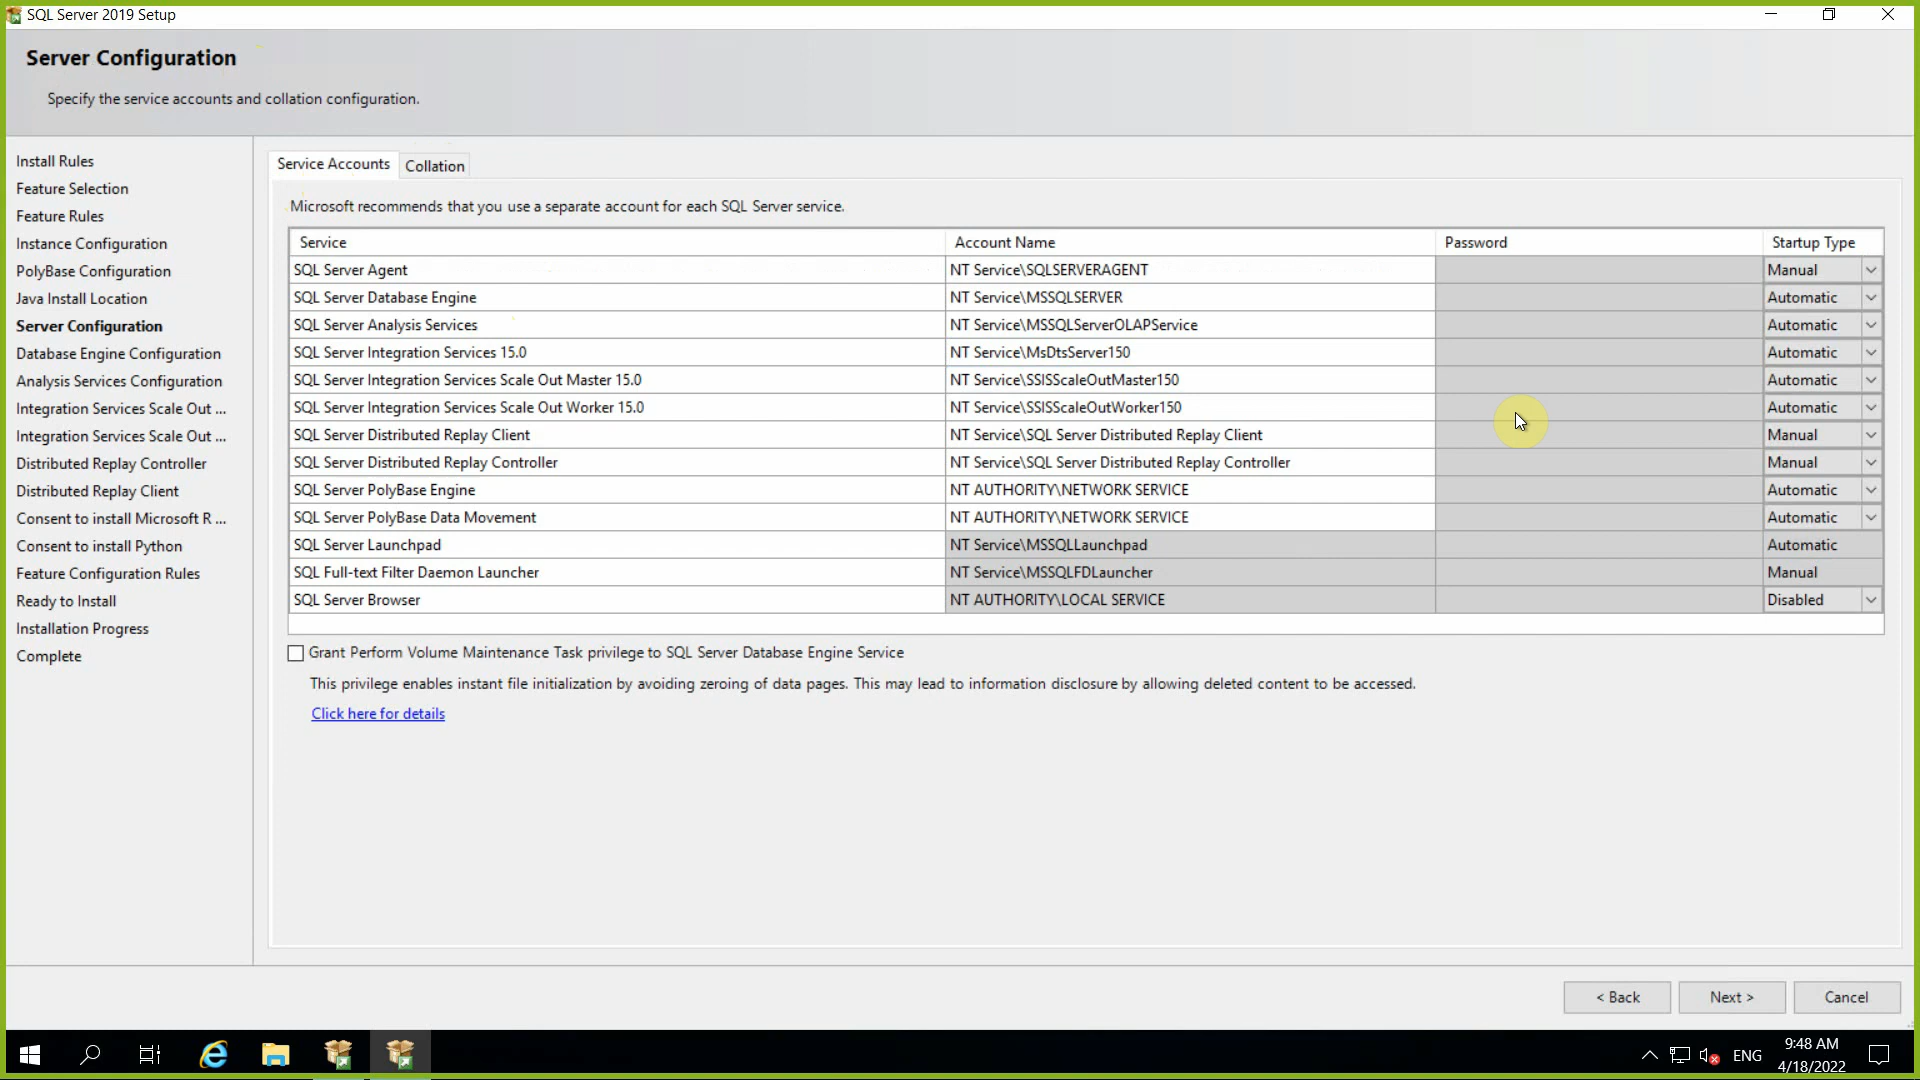 SQL Server 2019 Setup
Server Configuration
Specify the service accounts and collation configuration.
Install Rules
Feature Selection
Feature Rules
Instance Configuration
PolyBase Configuration
Java Install Location
Server Configuration
Database Engine Configuration
Analysis Services Configuration
Integration Services Scale Out ...
Integration Services Scale Out ...
Distributed Replay Controller
Distributed Replay Client
Consent to install Microsoft R ...
Consent to install Python
Feature Configuration Rules
Ready to Install
Installation Progress
Complete
Service Accounts Collation
Microsoft recommends that you use a separate account for each SQL Server service.
Service Account Name Password Startup Type
SQL Server Agent NT Service\SQLSERVERAGENT Manual
SQL Server Database Engine NT Service\MSSQLSERVER Automatic
SQL Server Analysis Services NT Service\MSSQLServerOLAPService Automatic
SQL Server Integration Services 15.0 NT Service\MsDtsServer150 Automatic
SQL Server Integration Services Scale Out Master 15.0 NT Service\SSISScaleOutMaster150 Automatic
SQL Server Integration Services Scale Out Worker 15.0 NT Service\SSISScaleOutWorker150 Automatic
SQL Server Distributed Replay Client NT Service\SQL Server Distributed Replay Client Manual
SQL Server Distributed Replay Controller NT Service\SQL Server Distributed Replay Controller Manual
SQL Server PolyBase Engine NT AUTHORITY\NETWORK SERVICE Automatic
SQL Server PolyBase Data Movement NT AUTHORITY\NETWORK SERVICE Automatic
SQL Server Launchpad NT Service\MSSQLLaunchpad Automatic
SQL Full-text Filter Daemon Launcher NT Service\MSSQLFDLauncher Manual
SQL Server Browser NT AUTHORITY\LOCAL SERVICE Disabled
Grant Perform Volume Maintenance Task privilege to SQL Server Database Engine Service
This privilege enables instant file initialization by avoiding zeroing of data pages. This may lead to information disclosure by allowing deleted content to be accessed.
Click here for details
< Back Next > Cancel
ENG
9:48 AM
4/18/2022